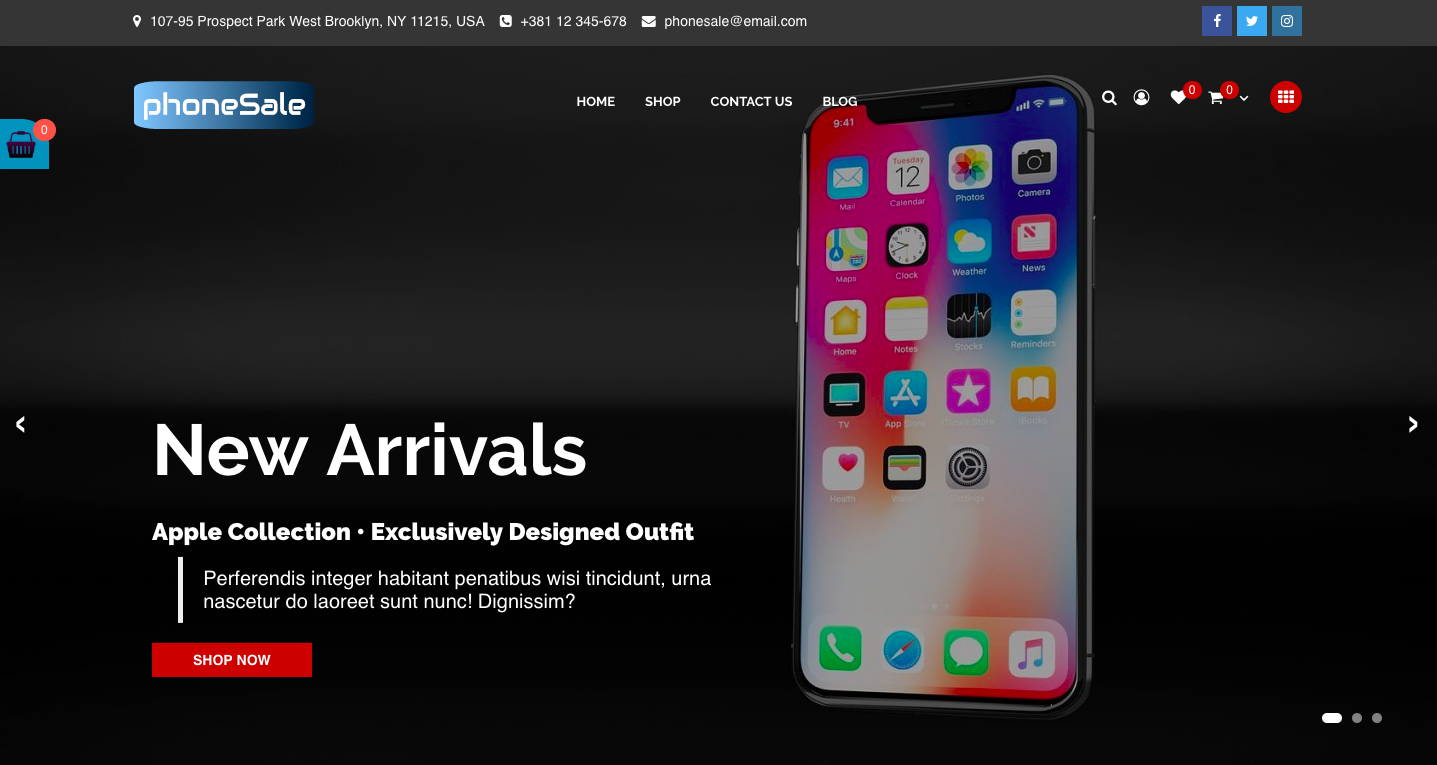 107-95 Prospect Park West Brooklyn, NY 11215, USA +381 12 345-678 phonesale@email.com
phoneSale
HOME SHOP CONTACT US BLOG
0 0
0
9:41
Tuesday
12
Mail Calendar Photos Camera
Maps Clock Weather News
Home Notes Stocks Reminders
TV App Store iTunes Store iBooks
Health Wallet Settings
New Arrivals
Apple Collection • Exclusively Designed Outfit
Perferendis integer habitant penatibus wisi tincidunt, urna
nascetur do laoreet sunt nunc! Dignissim?
SHOP NOW